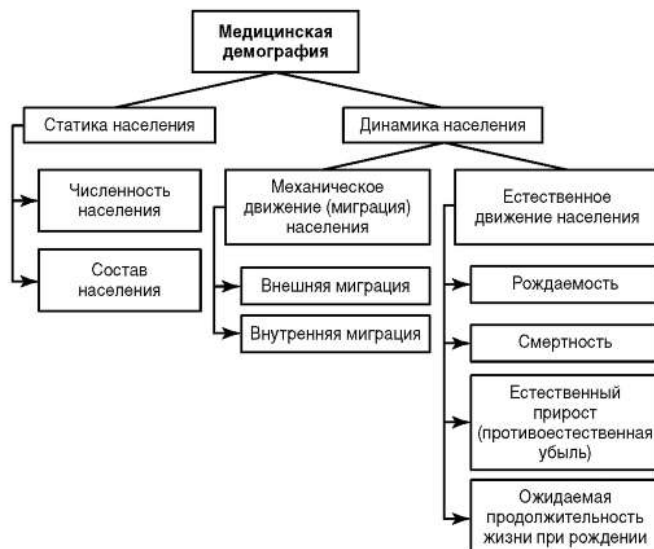 Медицинская
демография
Статика населения
Динамика населения
Численность
населения
Состав
населения
Механическое
движение (миграция)
населения
Внешняя миграция
Внутренняя миграция
Естественное
движение населения
Рождаемость
Смертность
Естественный
прирост
(противоестественная
убыль)
Ожидаемая
продолжительность
жизни при рождении